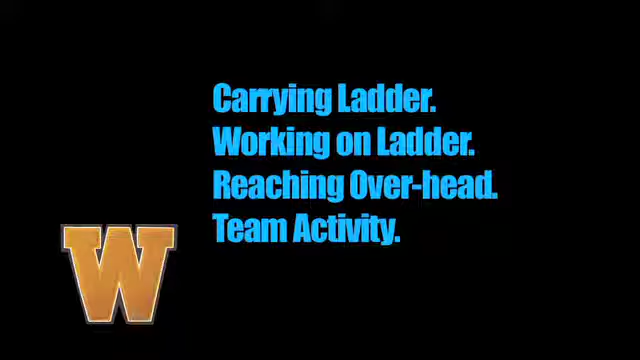 Carrying Ladder.
Working on Ladder.
Reaching Over-head.
Team Activity.
W